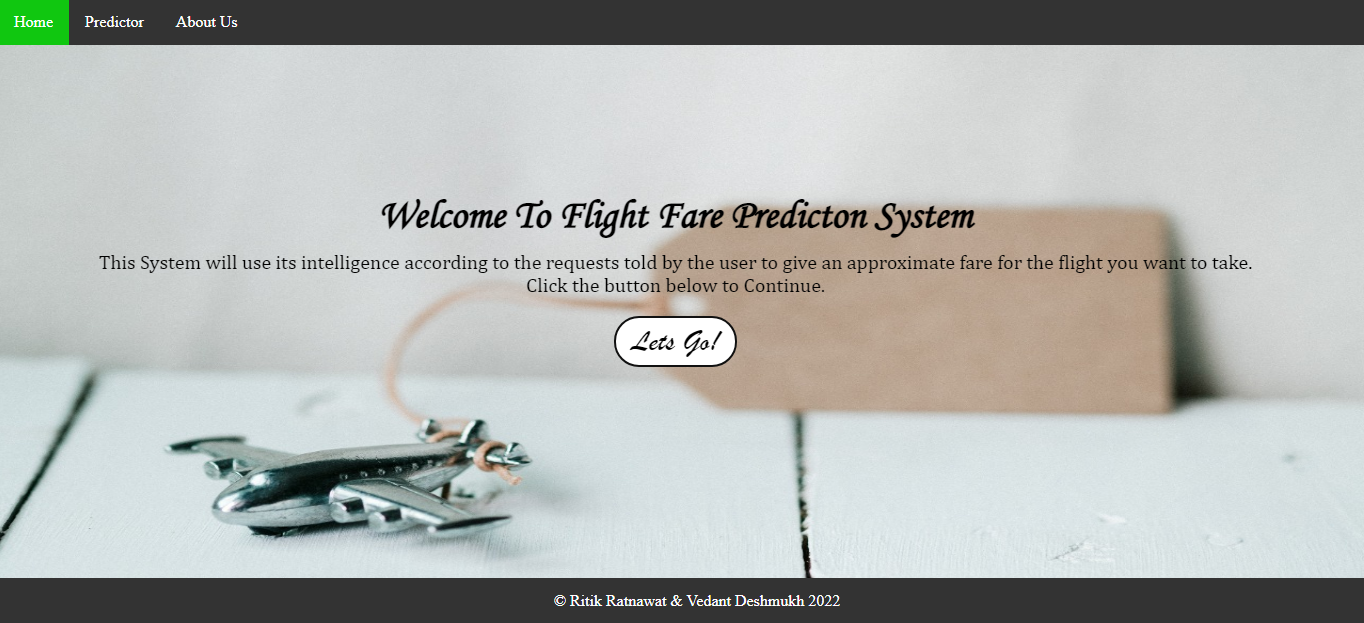 Home Predictor About Us
Welcome To Flight Fare Predicton System
This System will use its intelligence according to the requests told by the user to give an approximate fare for the flight you want to take.
Click the button below to Continue.
Lets Go!
© Ritik Ratnawat & Vedant Deshmukh 2022